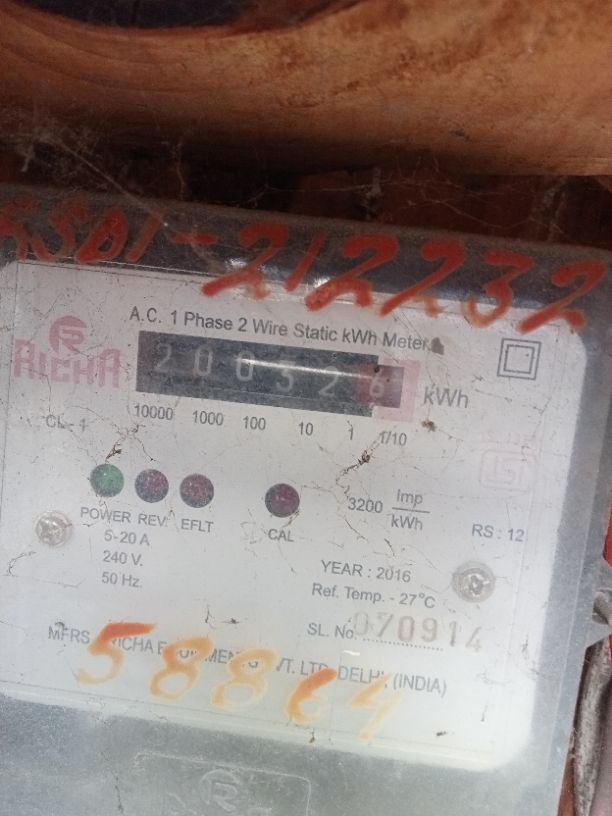 RSD1-212232
A.C. 1 Phase 2 Wire Static kWh Meter
RICHA
200326 kWh
10000 1000 100 10 1 1/10
CL-1
POWER REV. EFLT CAL
3200 Imp/kWh
RS : 12
5-20 A
240 V.
50 Hz.
YEAR : 2016
Ref. Temp. - 27°C
SL. No. 070914
MFRS RICHA LTD. DELHI, (INDIA)
58864